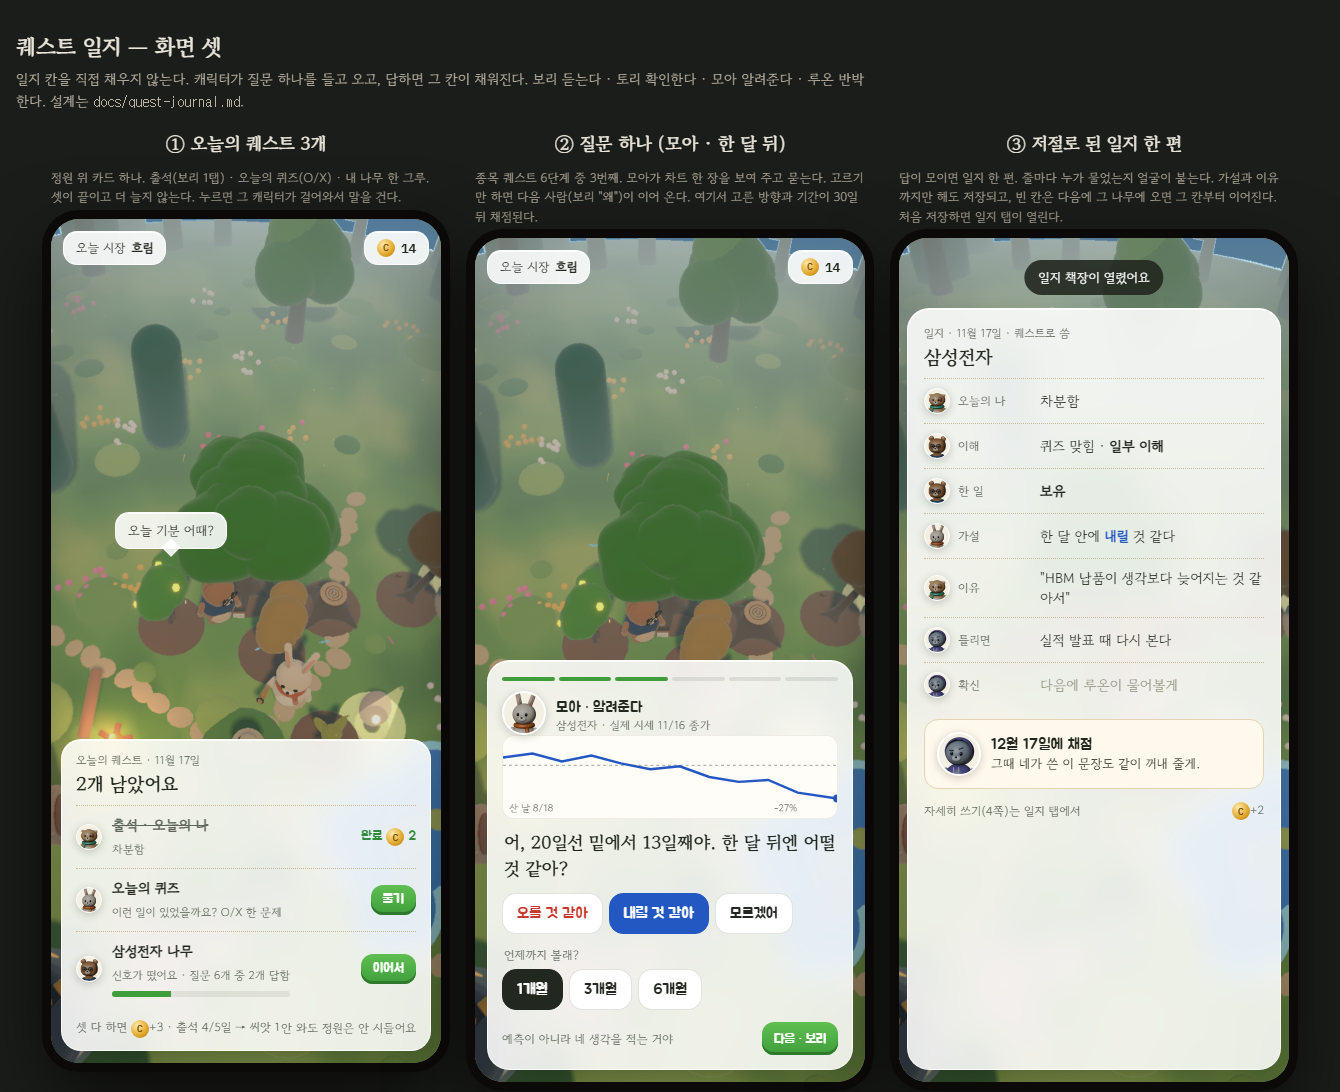 퀘스트 일지 — 화면 셋
일지 칸을 직접 채우지 않는다. 캐릭터가 질문 하나를 들고 오고, 답하면 그 칸이 채워진다. 보리 듣는다 · 토리 확인한다 · 모아 알려준다 · 루온 반박
한다. 설계는 docs/quest-journal.md.
① 오늘의 퀘스트 3개
정원 위 카드 하나. 출석(보리 1탭) · 오늘의 퀴즈(O/X) · 내 나무 한 그루.
셋이 끝이고 더 늘지 않는다. 누르면 그 캐릭터가 걸어와서 말을 건다.
오늘 시장 흐림
C 14
오늘 기분 어때?
오늘의 퀘스트 · 11월 17일
2개 남았어요
출석 · 오늘의 나
차분함
완료 C 2
오늘의 퀴즈
이런 일이 있었을까요? O/X 한 문제
풀기
삼성전자 나무
신호가 떴어요 · 질문 6개 중 2개 답함
이어서
셋 다 하면 C+3 · 출석 4/5일 → 씨앗 1
안 와도 정원은 안 시들어요
② 질문 하나 (모아 · 한 달 뒤)
종목 퀘스트 6단계 중 3번째. 모아가 차트 한 장을 보여 주고 묻는다. 고르기
만 하면 다음 사람(보리 "왜")이 이어 온다. 여기서 고른 방향과 기간이 30일
뒤 채점된다.
오늘 시장 흐림
C 14
모아 · 알려준다
삼성전자 · 실제 시세 11/16 종가
산 날 8/18
-27%
어, 20일선 밑에서 13일째야. 한 달 뒤엔 어떨
것 같아?
오를 것 같아
내릴 것 같아
모르겠어
언제까지 볼래?
1개월
3개월
6개월
예측이 아니라 네 생각을 적는 거야
다음 · 보리
③ 저절로 된 일지 한 편
답이 모이면 일지 한 편. 줄마다 누가 물었는지 얼굴이 붙는다. 가설과 이유
까지만 해도 저장되고, 빈 칸은 다음에 그 나무에 오면 그 칸부터 이어진다.
처음 저장하면 일지 탭이 열린다.
일지 책장이 열렸어요
일지 · 11월 17일 · 퀘스트로 씀
삼성전자
오늘의 나
차분함
이해
퀴즈 맞힘 · 일부 이해
한 일
보유
가설
한 달 안에 내릴 것 같다
이유
"HBM 납품이 생각보다 늦어지는 것 같
아서"
틀리면
실적 발표 때 다시 본다
확신
다음에 루온이 물어볼게
12월 17일에 채점
그때 네가 쓴 이 문장도 같이 꺼내 줄게.
자세히 쓰기(4쪽)는 일지 탭에서
C+2